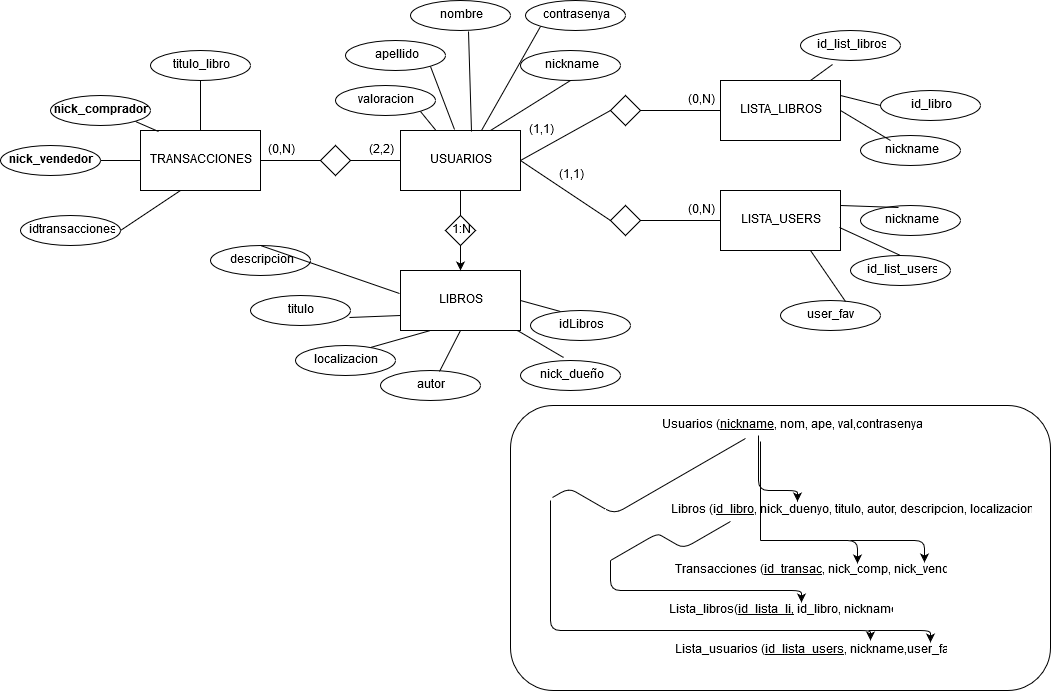 nombre
contrasenya
apellido
nickname
valoracion
titulo_libro
nick_comprador
nick_vendedor
idtransacciones
TRANSACCIONES
(0,N)
(2,2)
USUARIOS
(1,1)
(0,N)
LISTA_LIBROS
id_list_libros
id_libro
nickname
(1,1)
(0,N)
LISTA_USERS
nickname
id_list_users
user_fav
1:N
LIBROS
descripcion
titulo
localizacion
autor
idLibros
nick_dueño
Usuarios (nickname, nom, ape, val,contrasenya
Libros (id_libro, nick_duenyo, titulo, autor, descripcion, localizacion
Transacciones (id_transac, nick_comp, nick_venc
Lista_libros(id_lista_li, id_libro, nickname
Lista_usuarios (id_lista_users, nickname,user_fa